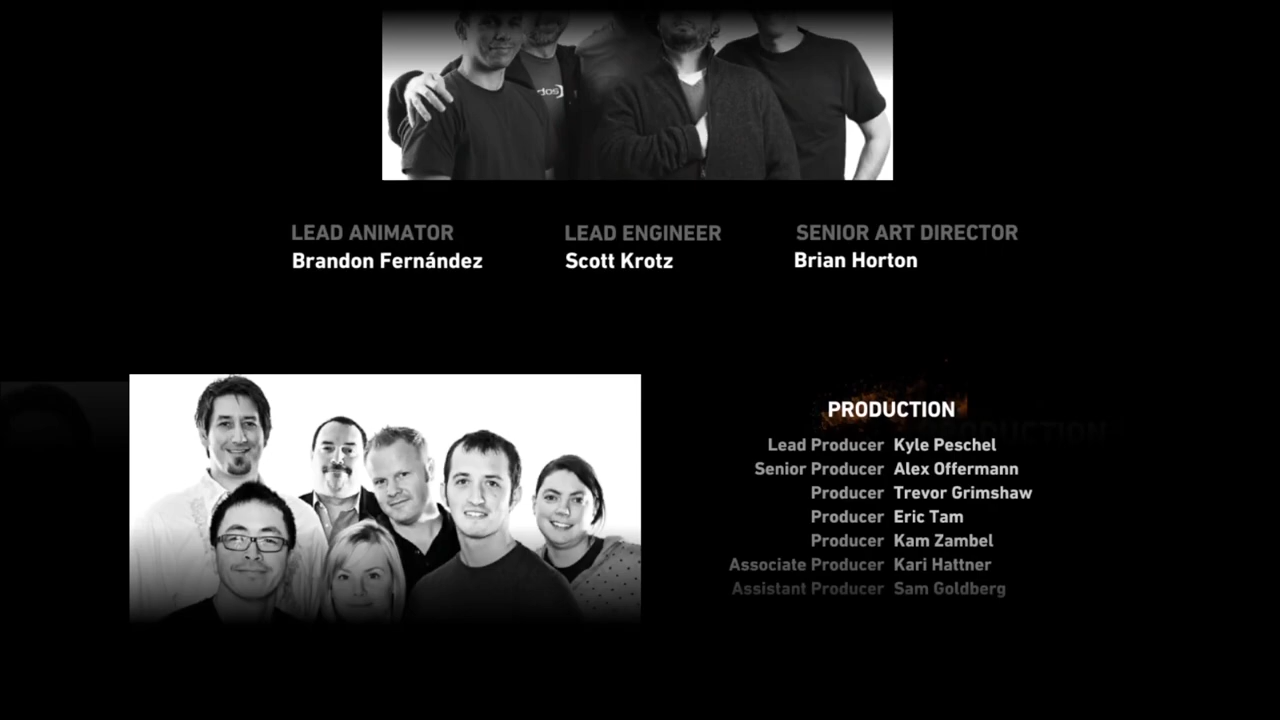 dos)
LEAD ANIMATOR
Brandon Fernández
LEAD ENGINEER
Scott Krotz
SENIOR ART DIRECTOR
Brian Horton
PRODUCTION
PRODUCTION
Lead Producer Kyle Peschel
Senior Producer Alex Offermann
Producer Trevor Grimshaw
Producer Eric Tam
Producer Kam Zambel
Associate Producer Kari Hattner
Assistant Producer Sam Goldberg